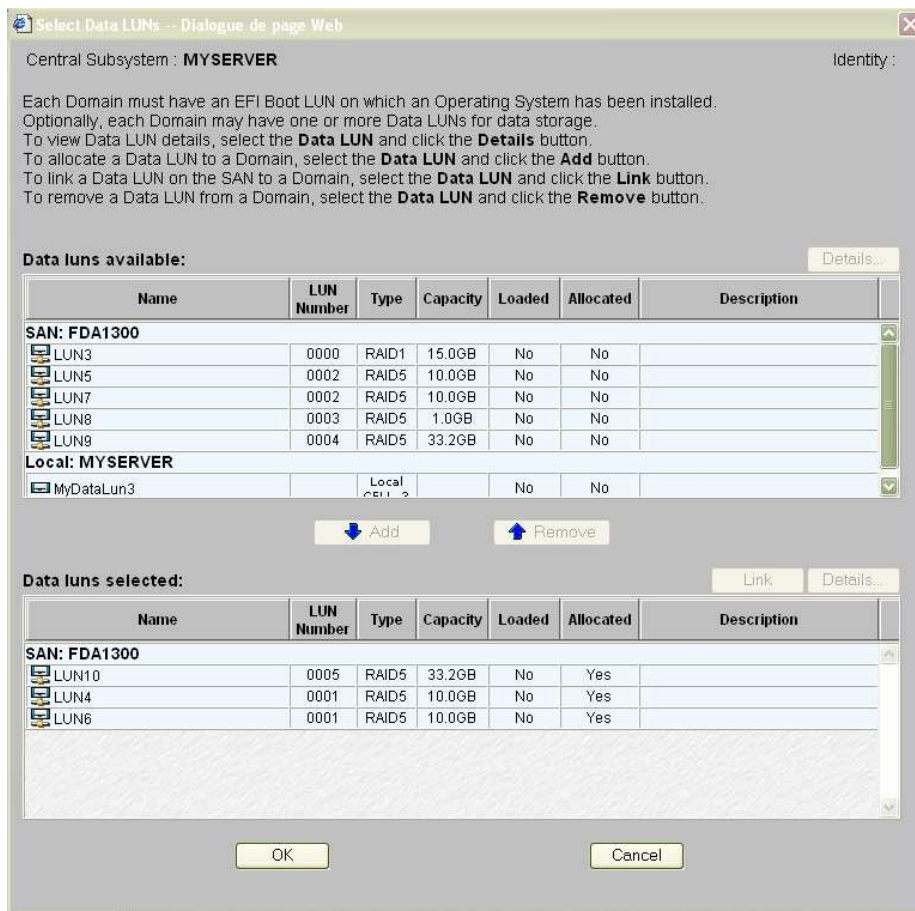 Select Data LUNs -- Dialogue de page Web
Central Subsystem : MYSERVER Identity :
Each Domain must have an EFI Boot LUN on which an Operating System has been installed.
Optionally, each Domain may have one or more Data LUNs for data storage.
To view Data LUN details, select the Data LUN and click the Details button.
To allocate a Data LUN to a Domain, select the Data LUN and click the Add button.
To link a Data LUN on the SAN to a Domain, select the Data LUN and click the Link button.
To remove a Data LUN from a Domain, select the Data LUN and click the Remove button.
Data luns available: Details...
Name LUN Number Type Capacity Loaded Allocated Description
SAN: FDA1300
LUN3 0000 RAID1 15.0GB No No
LUN5 0002 RAID5 10.0GB No No
LUN7 0002 RAID5 10.0GB No No
LUN8 0003 RAID5 1.0GB No No
LUN9 0004 RAID5 33.2GB No No
Local: MYSERVER
MyDataLun3 Local No No
Add Remove
Data luns selected: Link Details...
Name LUN Number Type Capacity Loaded Allocated Description
SAN: FDA1300
LUN10 0005 RAID5 33.2GB No Yes
LUN4 0001 RAID5 10.0GB No Yes
LUN6 0001 RAID5 10.0GB No Yes
OK Cancel